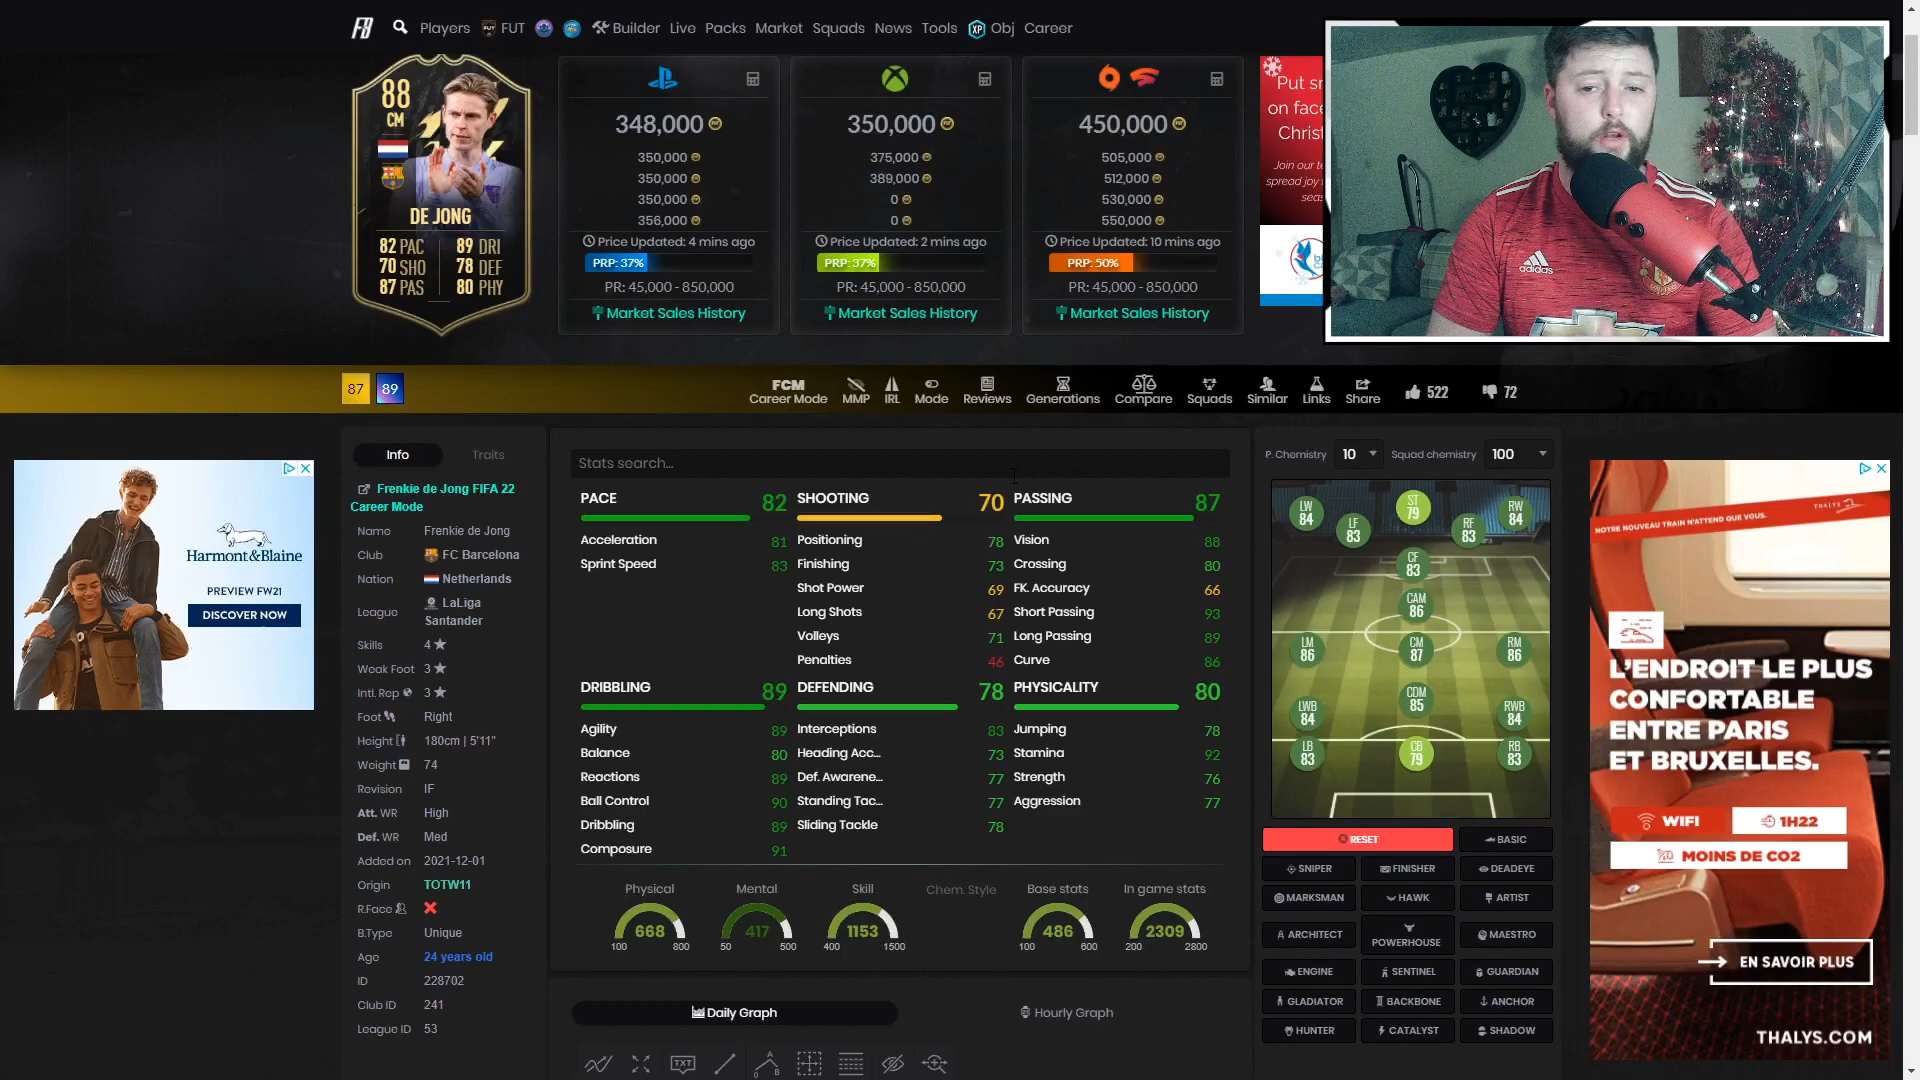 FB Players FUT Builder Live Packs Market Squads News Tools XP Obj Career
88
CM
DE JONG
82 PAC 89 DRI
70 SHO 78 DEF
87 PAS 80 PHY
348,000
350,000
350,000
350,000
356,000
Price Updated: 4 mins ago
PRP: 37%
PR: 45,000 - 850,000
Market Sales History
350,000
375,000
389,000
0
0
Price Updated: 2 mins ago
PRP: 37%
PR: 45,000 - 850,000
Market Sales History
450,000
505,000
512,000
530,000
550,000
Price Updated: 10 mins ago
PRP: 50%
PR: 45,000 - 850,000
Market Sales History
Put
on
Christ
Join our
spread joy
adidas
87 89
FCM
Career Mode MMP IRL Mode Reviews Generations Compare Squads Similar Links Share 522 72
Info Traits
Frenkie de Jong FIFA 22
Career Mode
Name Frenkie de Jong
Club FC Barcelona
Nation Netherlands
League LaLiga
Santander
Skills 4
Weak Foot 3
Intl. Rep 3
Foot Right
Height 180cm | 5'11"
Weight 74
Revision IF
Att. WR High
Def. WR Med
Added on 2021-12-01
Origin TOTW11
R.Face
B.Type Unique
Age 24 years old
ID 228702
Club ID 241
League ID 53
Stats search...
PACE 82
Acceleration 81
Sprint Speed 83
SHOOTING 70
Positioning 78
Finishing 73
Shot Power 69
Long Shots 67
Volleys 71
Penalties 46
PASSING 87
Vision 88
Crossing 80
FK. Accuracy 66
Short Passing 93
Long Passing 89
Curve 86
DRIBBLING 89
Agility 89
Balance 80
Reactions 89
Ball Control 90
Dribbling 89
Composure 91
DEFENDING 78
Interceptions 83
Heading Acc... 73
Def. Awarene... 77
Standing Tac... 77
Sliding Tackle 78
PHYSICALITY 80
Jumping 78
Stamina 92
Strength 76
Aggression 77
Physical Mental Skill Chem. Style Base stats In game stats
668 417 1153 486 2309
100 800 50 500 400 1500 100 600 200 2800
Daily Graph Hourly Graph
TXT
P. Chemistry 10 Squad chemistry 100
LW
84
LF
83
ST
79
RF
83
RW
84
CF
83
CAM
86
LM
86
CM
87
RM
86
LWB
84
CDM
85
RWB
84
LB
83
CB
79
RB
83
RESET BASIC
SNIPER FINISHER DEADEYE
MARKSMAN HAWK ARTIST
ARCHITECT POWERHOUSE MAESTRO
ENGINE SENTINEL GUARDIAN
GLADIATOR BACKBONE ANCHOR
HUNTER CATALYST SHADOW
Harmont&Blaine
PREVIEW FW21
DISCOVER NOW
NOTRE NOUVEAU TRAIN N'ATTEND QUE VOUS.
THALYS
L'ENDROIT LE PLUS
CONFORTABLE
ENTRE PARIS
ET BRUXELLES.
WIFI 1H22
MOINS DE CO2
EN SAVOIR PLUS
THALYS.COM